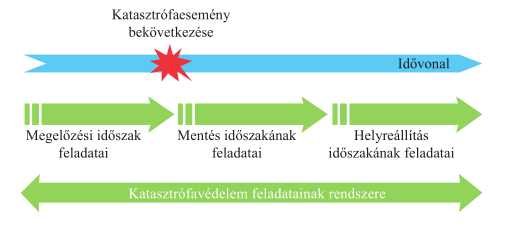 Katasztrófaesemény
bekövetkezése
Idővonal
Megelőzési időszak
feladatai
Mentés időszakának
feladatai
Helyreállítás
időszakának feladatai
Katasztrófavédelem feladatainak rendszere